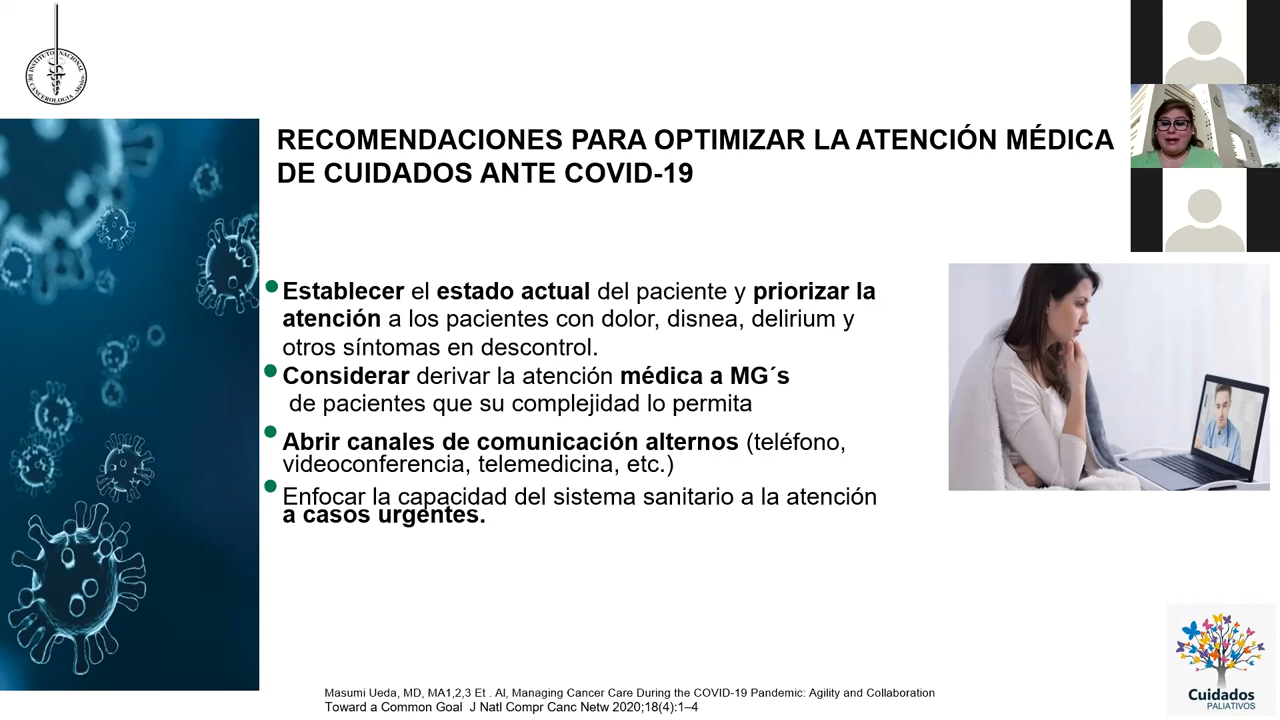 INSTITUTO NACIONAL
DE CANCEROLOGIA
RECOMENDACIONES PARA OPTIMIZAR LA ATENCIÓN MÉDICA
DE CUIDADOS ANTE COVID-19
Establecer el estado actual del paciente y priorizar la
atención a los pacientes con dolor, disnea, delirium y
otros síntomas en descontrol.
Considerar derivar la atención médica a MG´s
de pacientes que su complejidad lo permita
Abrir canales de comunicación alternos (teléfono,
videoconferencia, telemedicina, etc.)
Enfocar la capacidad del sistema sanitario a la atención
a casos urgentes.
Masumi Ueda, MD, MA1,2,3 Et . Al, Managing Cancer Care During the COVID-19 Pandemic: Agility and Collaboration
Toward a Common Goal J Natl Compr Canc Netw 2020;18(4):1–4
Cuidados
PALIATIVOS